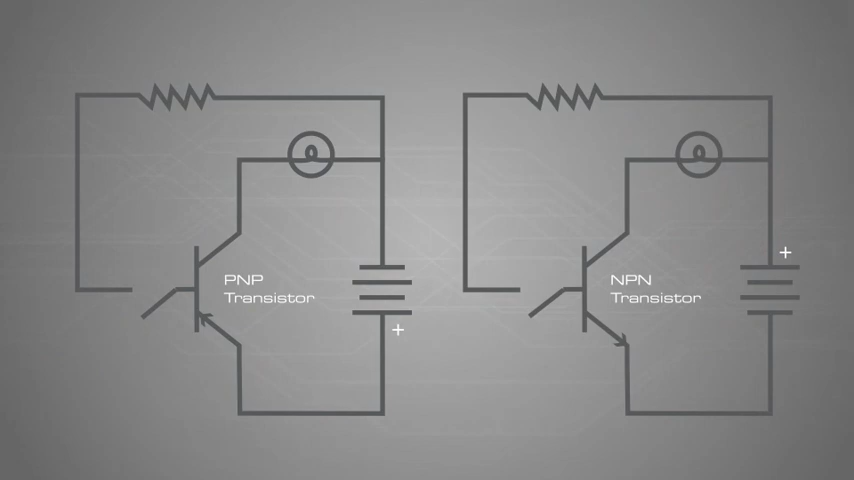 PNP
Transistor
+
NPN
Transistor
+